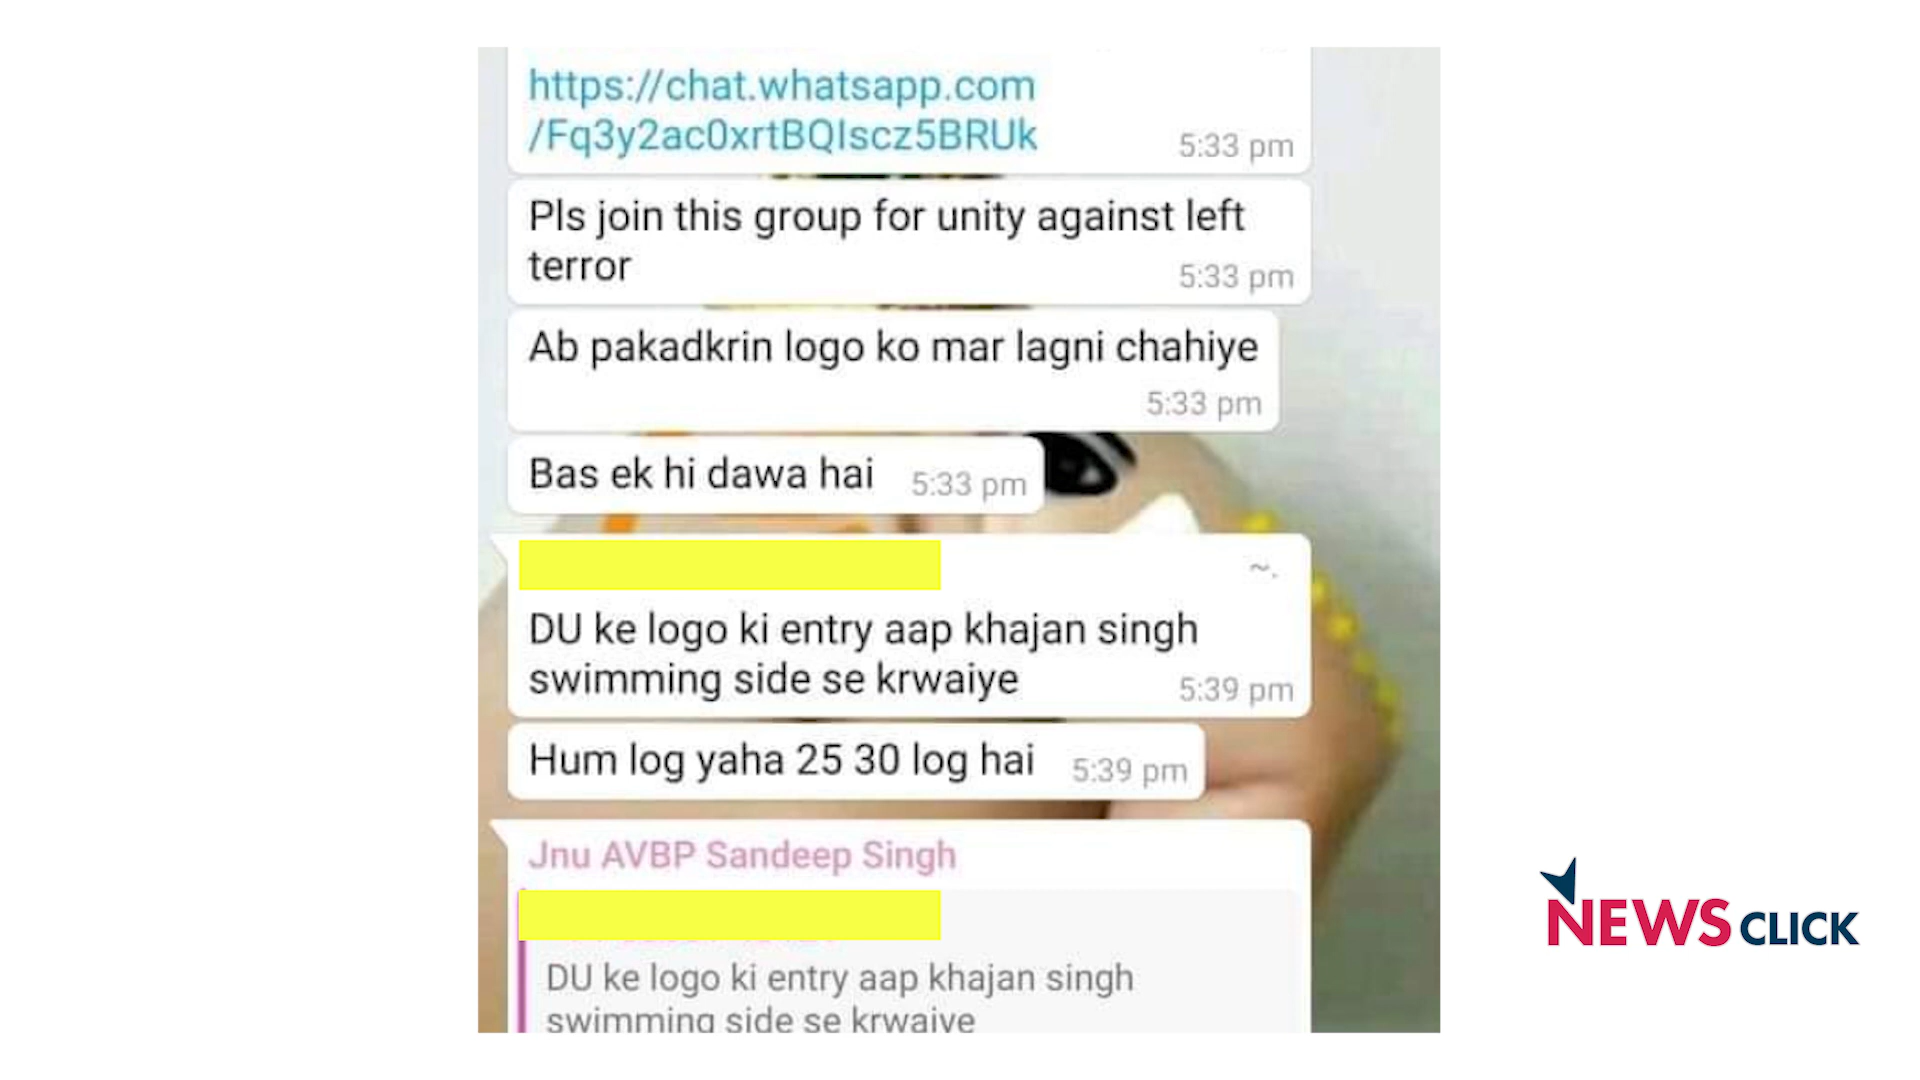 https://chat.whatsapp.com
/Fq3y2ac0xrtBQIscz5BRUk 5:33 pm
Pls join this group for unity against left
terror 5:33 pm
Ab pakadkrin logo ko mar lagni chahiye
5:33 pm
Bas ek hi dawa hai 5:33 pm
~.
DU ke logo ki entry aap khajan singh
swimming side se krwaiye 5:39 pm
Hum log yaha 25 30 log hai 5:39 pm
Jnu AVBP Sandeep Singh
DU ke logo ki entry aap khajan singh
swimming side se krwaiye
NEWS CLICK